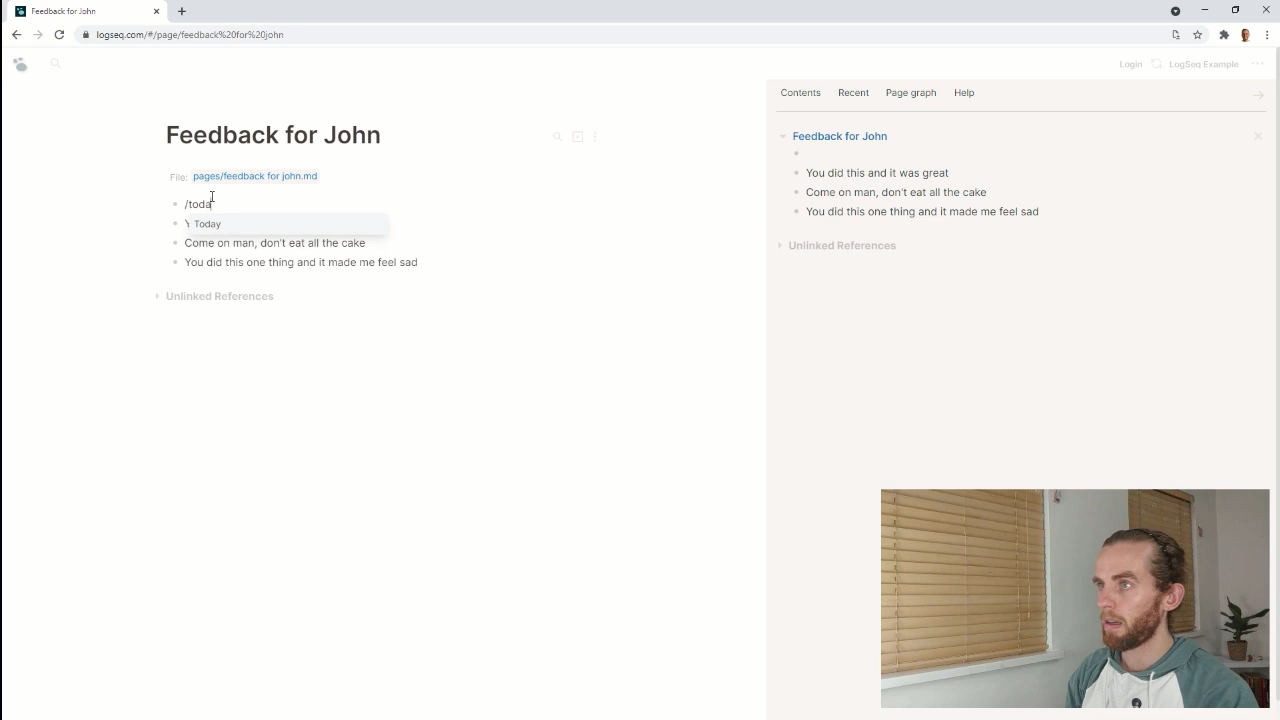 Feedback for John
logseq.com/#/page/feedback%20for%20john
Login
LogSeq Example
Contents
Recent
Page graph
Help
Feedback for John
File: pages/feedback for john.md
/toda
Y
Today
Come on man, don't eat all the cake
You did this one thing and it made me feel sad
Unlinked References
Feedback for John
You did this and it was great
Come on man, don't eat all the cake
You did this one thing and it made me feel sad
Unlinked References